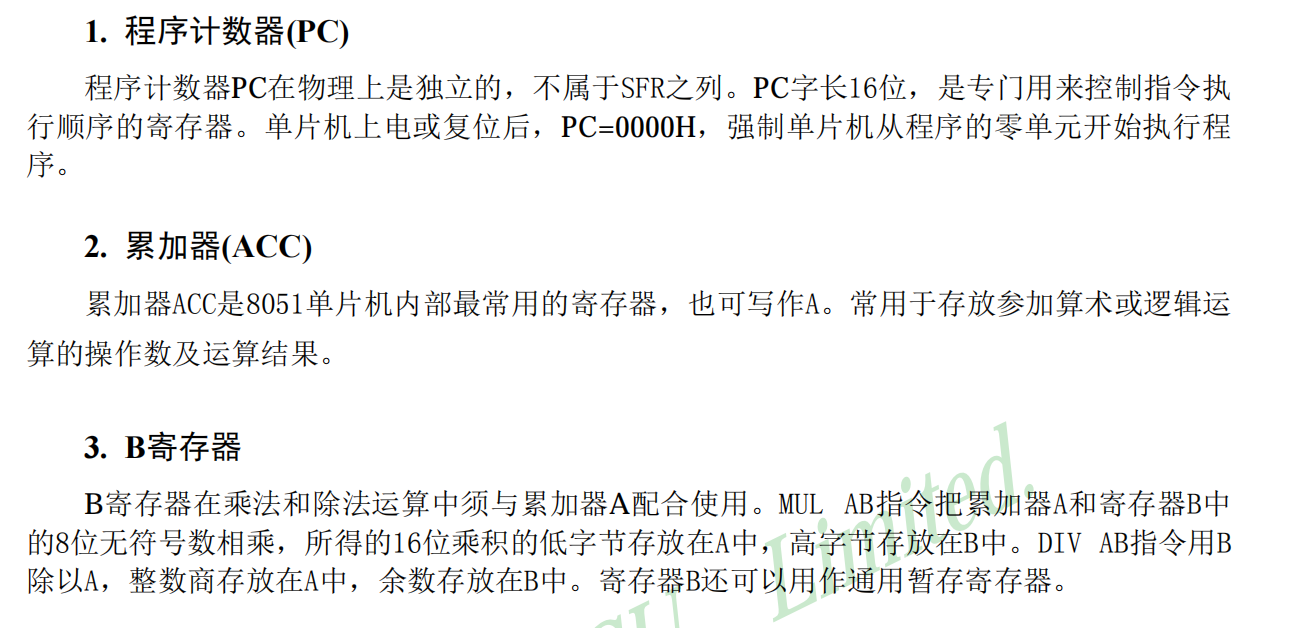 1. 程序计数器(PC)
程序计数器PC在物理上是独立的，不属于SFR之列。PC字长16位，是专门用来控制指令执
行顺序的寄存器。单片机上电或复位后，PC=0000H，强制单片机从程序的零单元开始执行程
序。
2. 累加器(ACC)
累加器ACC是8051单片机内部最常用的寄存器，也可写作A。常用于存放参加算术或逻辑运
算的操作数及运算结果。
3. B寄存器
B寄存器在乘法和除法运算中须与累加器A配合使用。MUL AB指令把累加器A和寄存器B中
的8位无符号数相乘，所得的16位乘积的低字节存放在A中，高字节存放在B中。DIV AB指令用B
除以A，整数商存放在A中，余数存放在B中。寄存器B还可以用作通用暂存寄存器。
Limited.